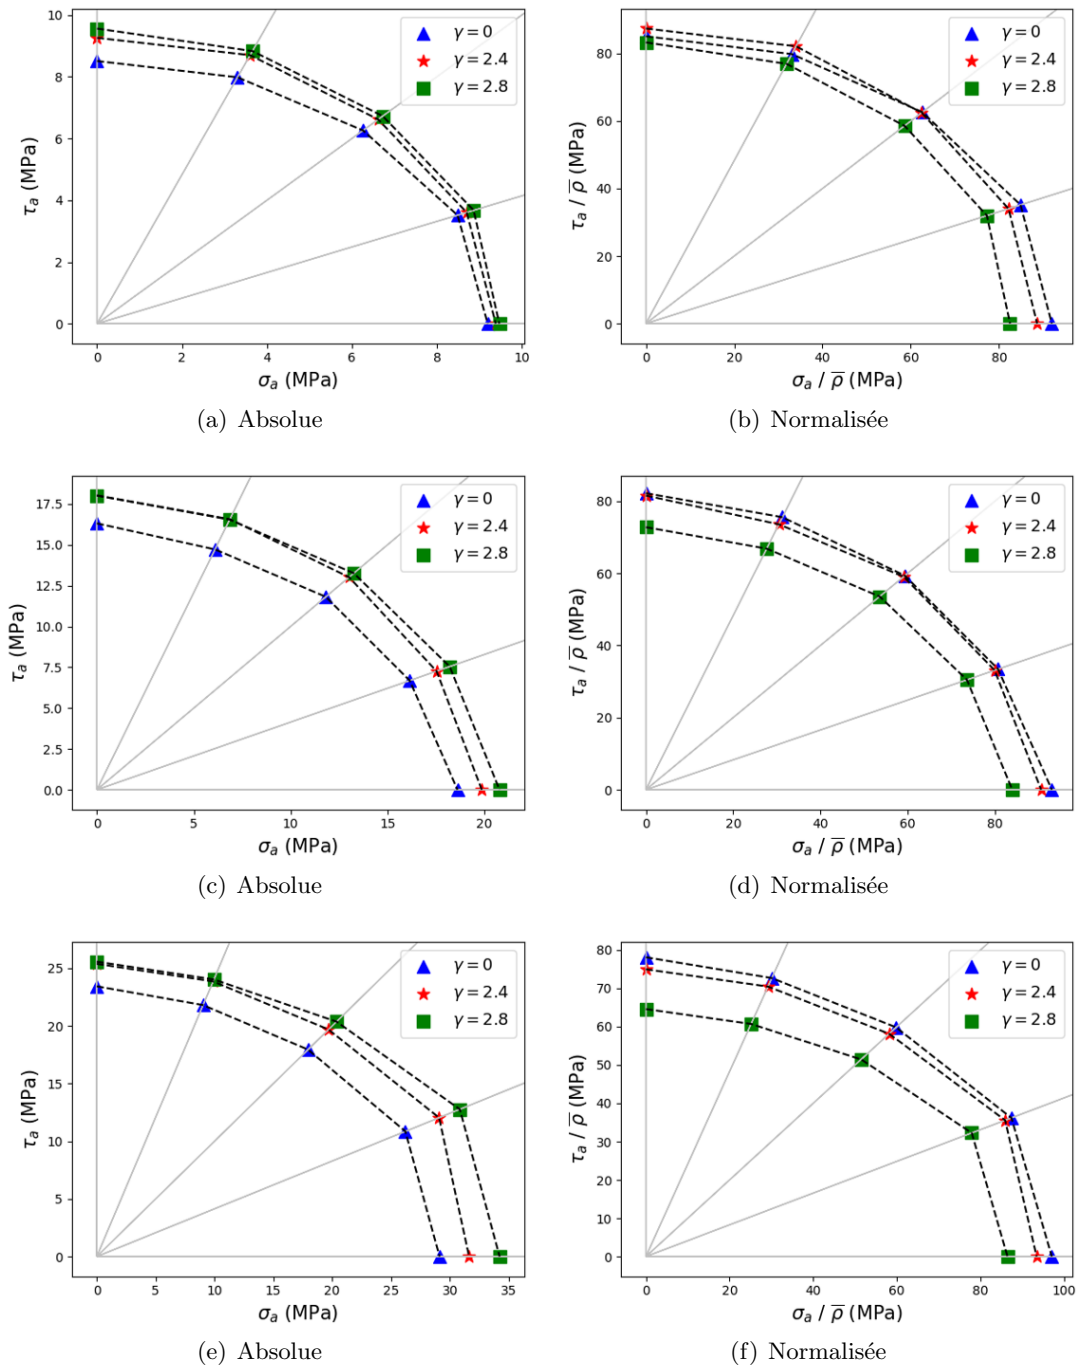 10
8
6
4
2
0
τₐ (MPa)
γ = 0
γ = 2.4
γ = 2.8
0 2 4 6 8 10
σₐ (MPa)
(a) Absolue
80
60
40
20
0
τₐ / ρ̅ (MPa)
γ = 0
γ = 2.4
γ = 2.8
0 20 40 60 80
σₐ / ρ̅ (MPa)
(b) Normalisée
17.5
15.0
12.5
10.0
7.5
5.0
2.5
0.0
τₐ (MPa)
γ = 0
γ = 2.4
γ = 2.8
0 5 10 15 20
σₐ (MPa)
(c) Absolue
80
60
40
20
0
τₐ / ρ̅ (MPa)
γ = 0
γ = 2.4
γ = 2.8
0 20 40 60 80
σₐ / ρ̅ (MPa)
(d) Normalisée
25
20
15
10
5
0
τₐ (MPa)
γ = 0
γ = 2.4
γ = 2.8
0 5 10 15 20 25 30 35
σₐ (MPa)
(e) Absolue
80
70
60
50
40
30
20
10
0
τₐ / ρ̅ (MPa)
γ = 0
γ = 2.4
γ = 2.8
0 20 40 60 80 100
σₐ / ρ̅ (MPa)
(f) Normalisée